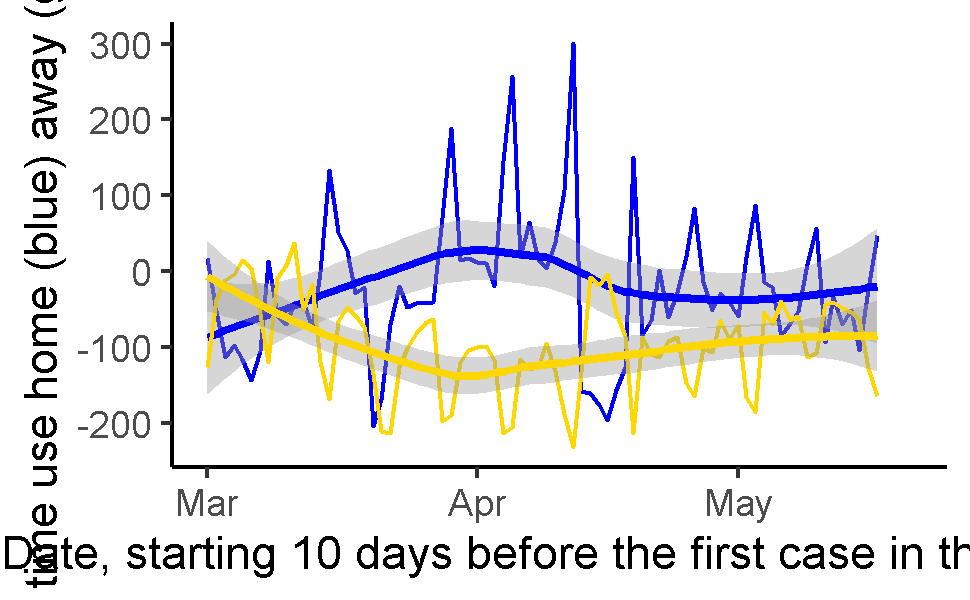 time use home (blue) away (
300
200
100
0
-100
-200
Mar Apr May
Date, starting 10 days before the first case in th